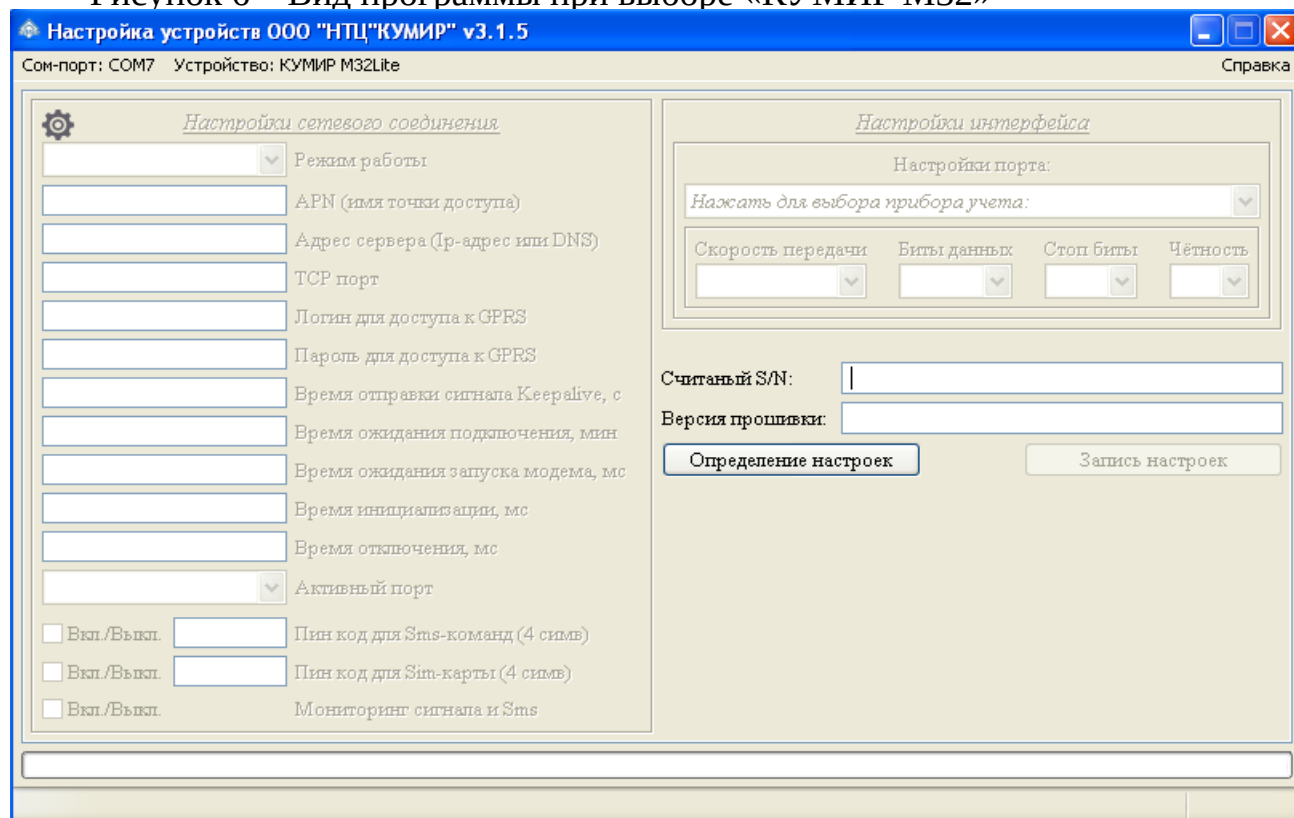 Рисунок 6 – Вид программы при выборе «КУМИР М32»
Настройка устройств ООО "НТЦ"КУМИР" v3.1.5
Сом-порт: COM7 Устройство: КУМИР M32Lite Справка
Настройки сетевого соединения
Режим работы
APN (имя точки доступа)
Адрес сервера (Ip-адрес или DNS)
TCP порт
Логин для доступа к GPRS
Пароль для доступа к GPRS
Время отправки сигнала Keepalive, с
Время ожидания подключения, мин
Время ожидания запуска модема, мс
Время инициализации, мс
Время отключения, мс
Активный порт
Вкл./Выкл. Пин код для Sms-команд (4 симв)
Вкл./Выкл. Пин код для Sim-карты (4 симв)
Вкл./Выкл. Мониторинг сигнала и Sms
Настройки интерфейса
Настройки порта:
Нажать для выбора прибора учета:
Скорость передачи Биты данных Стоп биты Чётность
Считаный S/N:
Версия прошивки:
Определение настроек Запись настроек